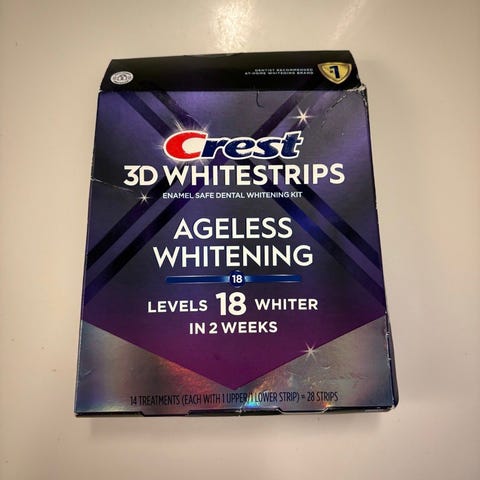 DENTIST RECOMMENDED
AT-HOME WHITENING BRAND
#1
Crest
3D WHITESTRIPS
ENAMEL SAFE DENTAL WHITENING KIT
AGELESS
WHITENING
18
LEVELS 18 WHITER
IN 2 WEEKS
14 TREATMENTS (EACH WITH 1 UPPER/1 LOWER STRIP) = 28 STRIPS